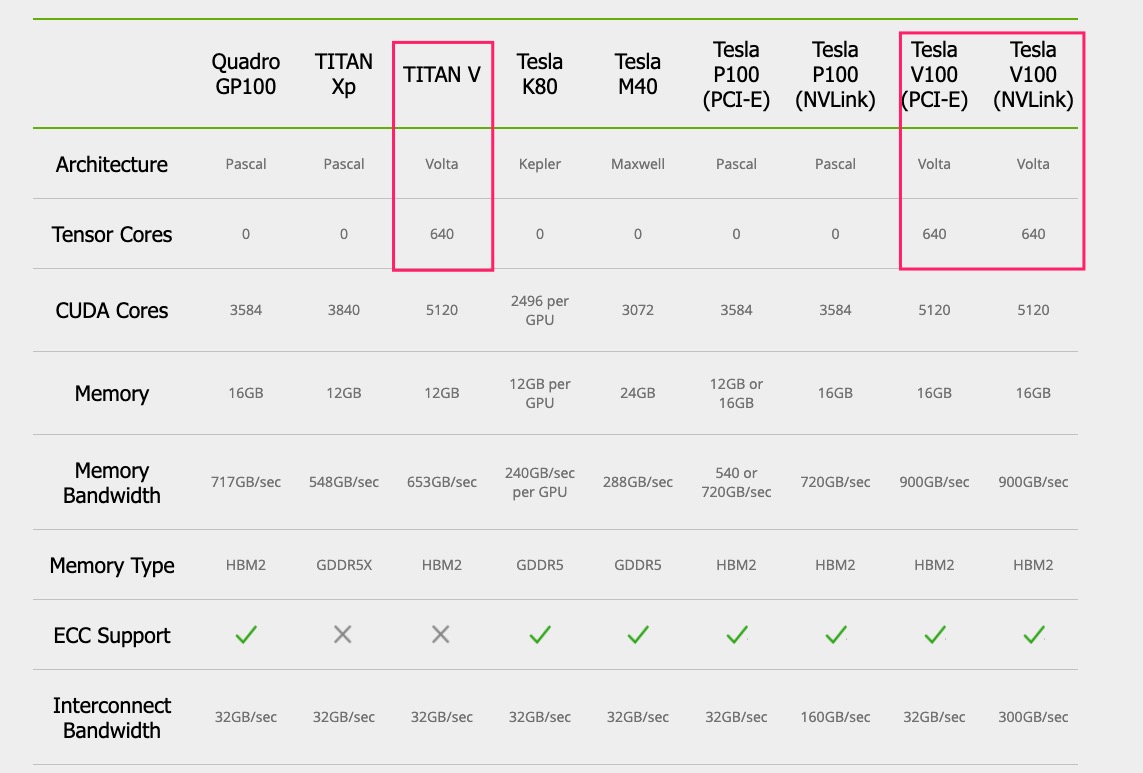 Quadro GP100 TITAN Xp TITAN V Tesla K80 Tesla M40 Tesla P100 (PCI-E) Tesla P100 (NVLink) Tesla V100 (PCI-E) Tesla V100 (NVLink)
Architecture Pascal Pascal Volta Kepler Maxwell Pascal Pascal Volta Volta
Tensor Cores 0 0 640 0 0 0 0 640 640
CUDA Cores 3584 3840 5120 2496 per GPU 3072 3584 3584 5120 5120
Memory 16GB 12GB 12GB 12GB per GPU 24GB 12GB or 16GB 16GB 16GB 16GB
Memory Bandwidth 717GB/sec 548GB/sec 653GB/sec 240GB/sec per GPU 288GB/sec 540 or 720GB/sec 720GB/sec 900GB/sec 900GB/sec
Memory Type HBM2 GDDR5X HBM2 GDDR5 GDDR5 HBM2 HBM2 HBM2 HBM2
ECC Support
Interconnect Bandwidth 32GB/sec 32GB/sec 32GB/sec 32GB/sec 32GB/sec 32GB/sec 160GB/sec 32GB/sec 300GB/sec